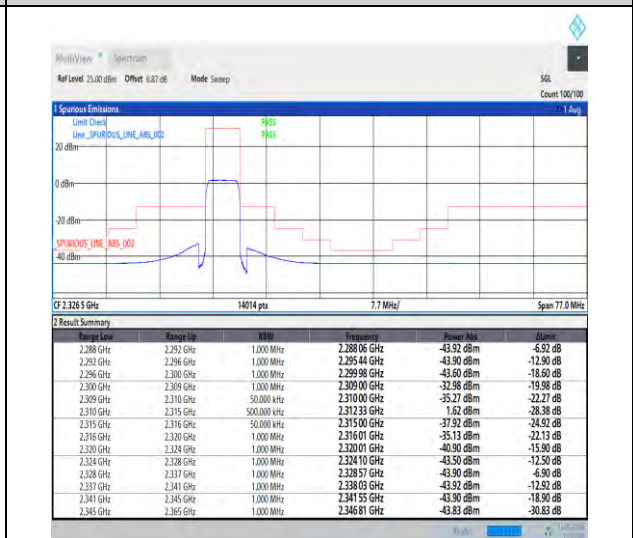 MultiView Spectrum
Ref Level 25.00 dBm Offset 6.87 dB Mode Sweep SGL
Count 100/100
1 Spurious Emissions 1 Avg
Limit Check PASS
Line _SPURIOUS_LINE_ABS_002 PASS
20 dBm
0 dBm
-20 dBm
SPURIOUS_LINE_ABS_002
-40 dBm
CF 2.326 5 GHz 14014 pts 7.7 MHz/ Span 77.0 MHz
2 Result Summary
Range Low Range Up RBW Frequency Power Abs ΔLimit
2.288 GHz 2.292 GHz 1.000 MHz 2.288 06 GHz -43.92 dBm -6.92 dB
2.292 GHz 2.296 GHz 1.000 MHz 2.295 44 GHz -43.90 dBm -12.90 dB
2.296 GHz 2.300 GHz 1.000 MHz 2.299 98 GHz -43.60 dBm -18.60 dB
2.300 GHz 2.309 GHz 1.000 MHz 2.309 00 GHz -32.98 dBm -19.98 dB
2.309 GHz 2.310 GHz 50.000 kHz 2.310 00 GHz -35.27 dBm -22.27 dB
2.310 GHz 2.315 GHz 500.000 kHz 2.312 33 GHz 1.62 dBm -28.38 dB
2.315 GHz 2.316 GHz 50.000 kHz 2.315 00 GHz -37.92 dBm -24.92 dB
2.316 GHz 2.320 GHz 1.000 MHz 2.316 01 GHz -35.13 dBm -22.13 dB
2.320 GHz 2.324 GHz 1.000 MHz 2.320 01 GHz -40.90 dBm -15.90 dB
2.324 GHz 2.328 GHz 1.000 MHz 2.324 10 GHz -43.50 dBm -12.50 dB
2.328 GHz 2.337 GHz 1.000 MHz 2.328 57 GHz -43.90 dBm -6.90 dB
2.337 GHz 2.341 GHz 1.000 MHz 2.338 03 GHz -43.92 dBm -12.92 dB
2.341 GHz 2.345 GHz 1.000 MHz 2.341 55 GHz -43.90 dBm -18.90 dB
2.345 GHz 2.365 GHz 1.000 MHz 2.346 81 GHz -43.83 dBm -30.83 dB